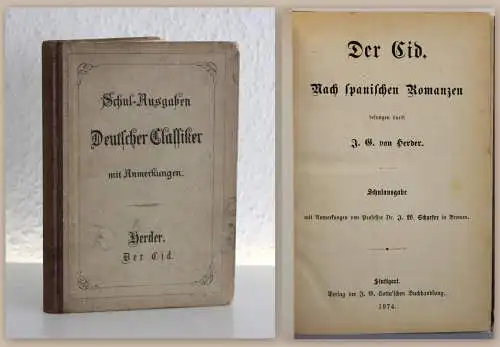 Schul-Ausgaben
Deutscher Classiker
mit Anmerkungen.
Herder.
Der Cid.
Der Cid.
Nach spanischen Romanzen
besungen durch
J. G. von Herder.
Schulausgabe
mit Anmerkungen von Professor Dr. J. W. Schaefer in Bremen.
Stuttgart.
Verlag der J. G. Cotta'schen Buchhandlung.
1874.